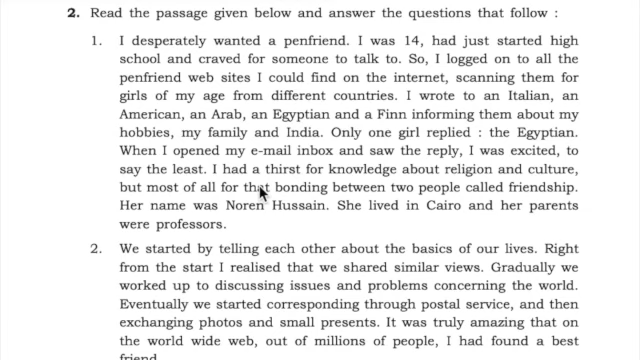 2. Read the passage given below and answer the questions that follow :
1. I desperately wanted a penfriend. I was 14, had just started high
school and craved for someone to talk to. So, I logged on to all the
penfriend web sites I could find on the internet, scanning them for
girls of my age from different countries. I wrote to an Italian, an
American, an Arab, an Egyptian and a Finn informing them about my
hobbies, my family and India. Only one girl replied : the Egyptian.
When I opened my e-mail inbox and saw the reply, I was excited, to
say the least. I had a thirst for knowledge about religion and culture,
but most of all for that bonding between two people called friendship.
Her name was Noren Hussain. She lived in Cairo and her parents
were professors.
2. We started by telling each other about the basics of our lives. Right
from the start I realised that we shared similar views. Gradually we
worked up to discussing issues and problems concerning the world.
Eventually we started corresponding through postal service, and then
exchanging photos and small presents. It was truly amazing that on
the world wide web, out of millions of people, I had found a best
friend.